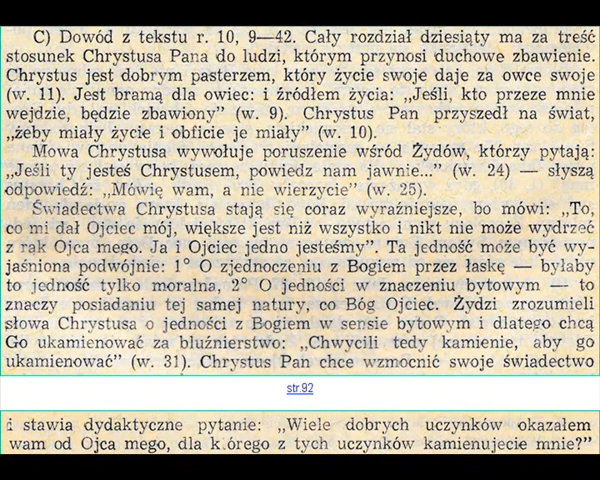 C) Dowód z tekstu r. 10, 9—42. Cały rozdział dziesiąty ma za treść
stosunek Chrystusa Pana do ludzi, którym przynosi duchowe zbawienie.
Chrystus jest dobrym pasterzem, który życie swoje daje za owce swoje
(w. 11). Jest bramą dla owiec: i źródłem życia: „Jeśli, kto przeze mnie
wejdzie, będzie zbawiony” (w. 9). Chrystus Pan przyszedł na świat,
„żeby miały życie i obficie je miały” (w. 10).
Mowa Chrystusa wywołuje poruszenie wśród Żydów, którzy pytają:
„Jeśli ty jesteś Chrystusem, powiedz nam jawnie...” (w. 24) — słyszą
odpowiedź: „Mówię wam, a nie wierzycie” (w. 25).
Świadectwa Chrystusa stają się coraz wyraźniejsze, bo mówi: „To,
co mi dał Ojciec mój, większe jest niż wszystko i nikt nie może wydrzeć
z rąk Ojca mego. Ja i Ojciec jedno jesteśmy”. Ta jedność może być wy-
jaśniona podwójnie: 1° O zjednoczeniu z Bogiem przez łaskę — byłaby
to jedność tylko moralna, 2° O jedności w znaczeniu bytowym — to
znaczy posiadaniu tej samej natury, co Bóg Ojciec. Żydzi zrozumieli
słowa Chrystusa o jedności z Bogiem w sensie bytowym i dlatego chcą
Go ukamienować za bluźnierstwo: „Chwycili tedy kamienie, aby go
ukamienować” (w. 31). Chrystus Pan chce wzmocnić swoje świadectwo
str.92
i stawia dydaktyczne pytanie: „Wiele dobrych uczynków okazałem
wam od Ojca mego, dla k.órego z tych uczynków kamienujecie mnie?”